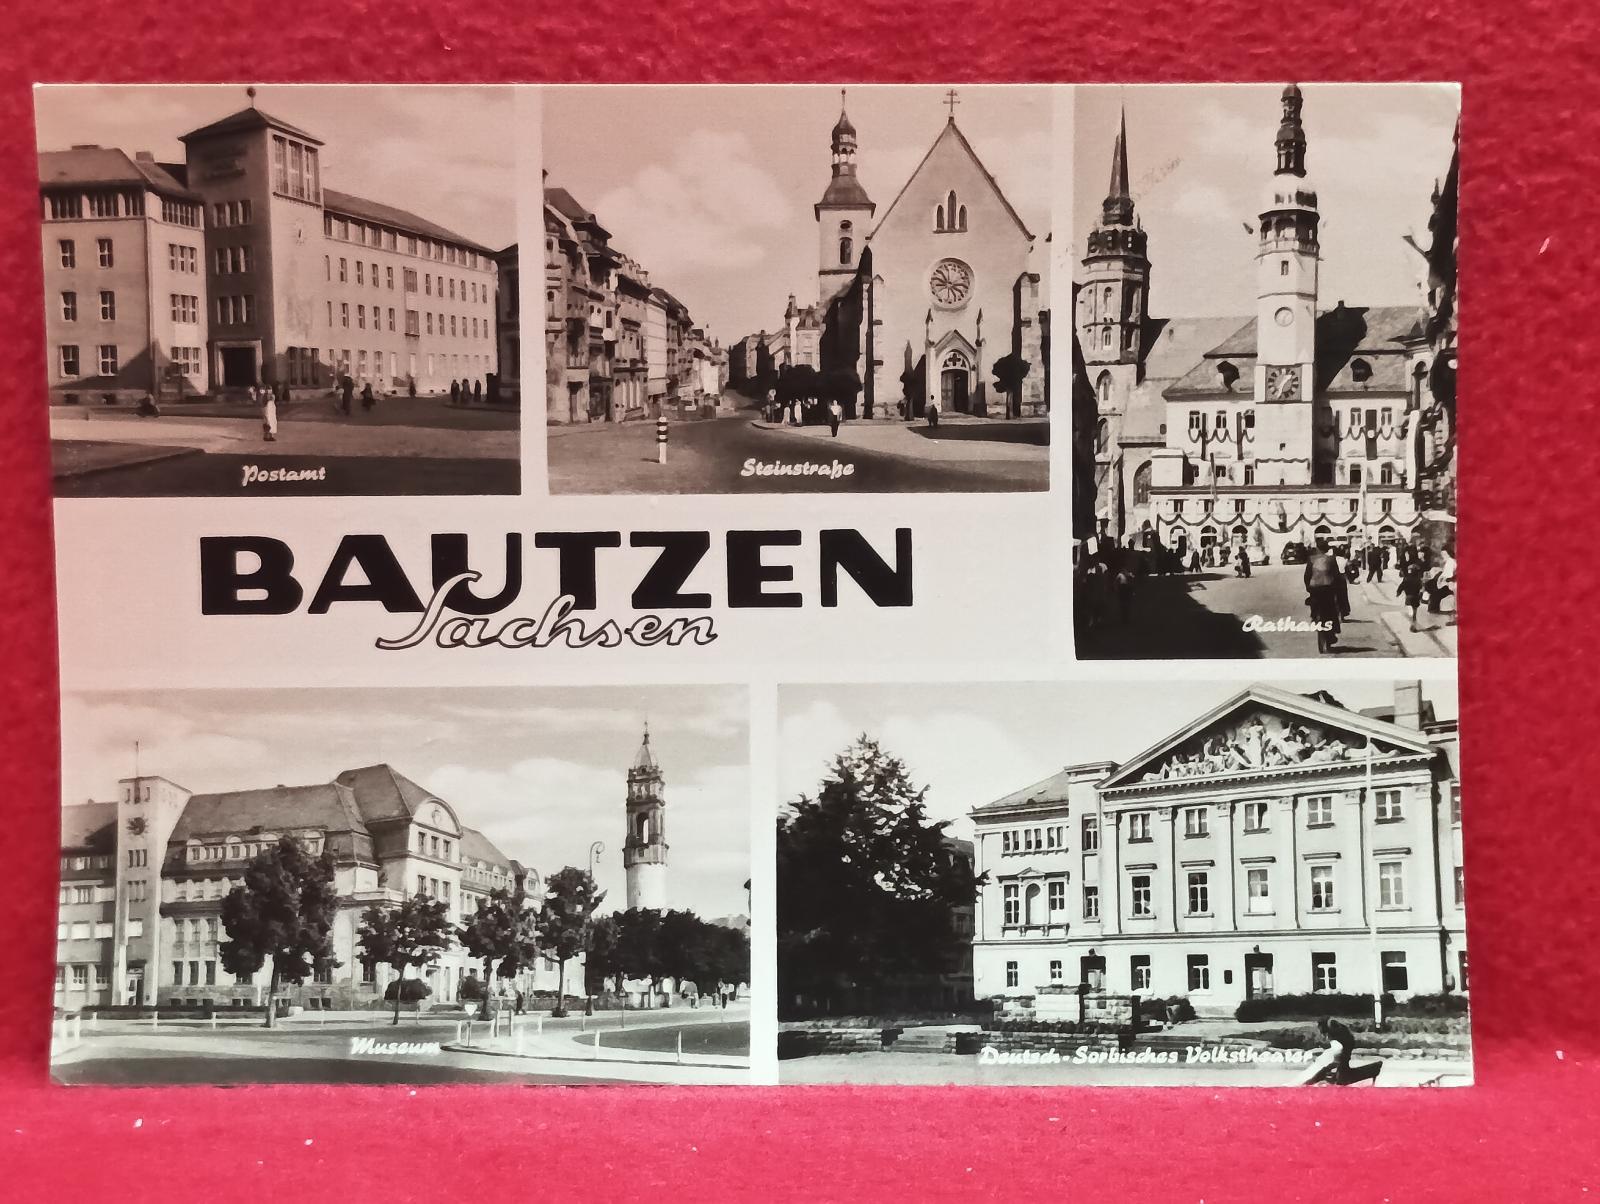 Postamt
Steinstraße
Rathaus
BAUTZEN
Sachsen
Museum
Deutsch-Sorbisches Volkstheater